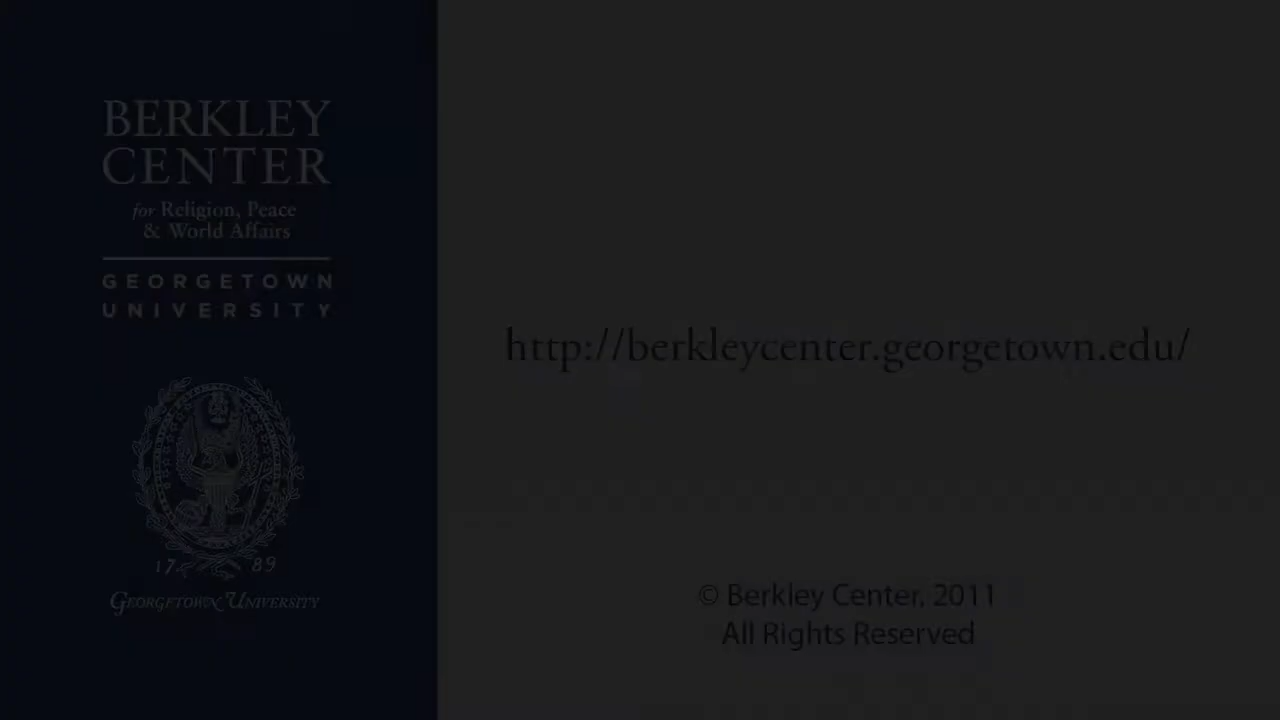 BERKLEY
CENTER
for Religion, Peace
& World Affairs
GEORGETOWN
UNIVERSITY
17 89
GEORGETOWN UNIVERSITY
http://berkleycenter.georgetown.edu/
© Berkley Center, 2011
All Rights Reserved